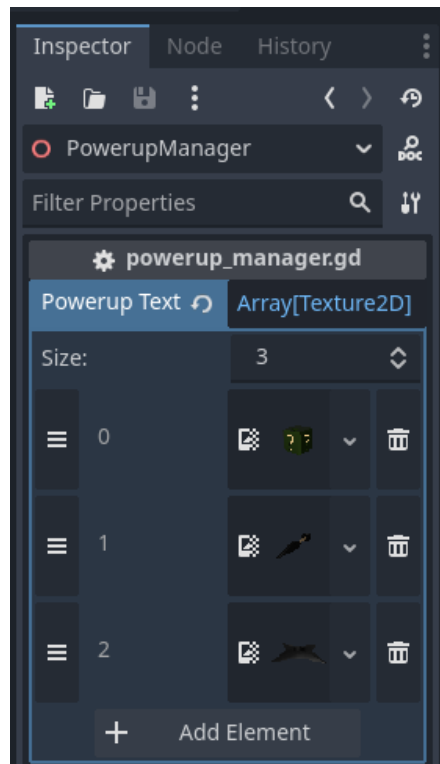 Inspector Node History
PowerupManager
DOC
Filter Properties
powerup_manager.gd
Powerup Text Array[Texture2D]
Size: 3
0
? ?
1
2
+ Add Element